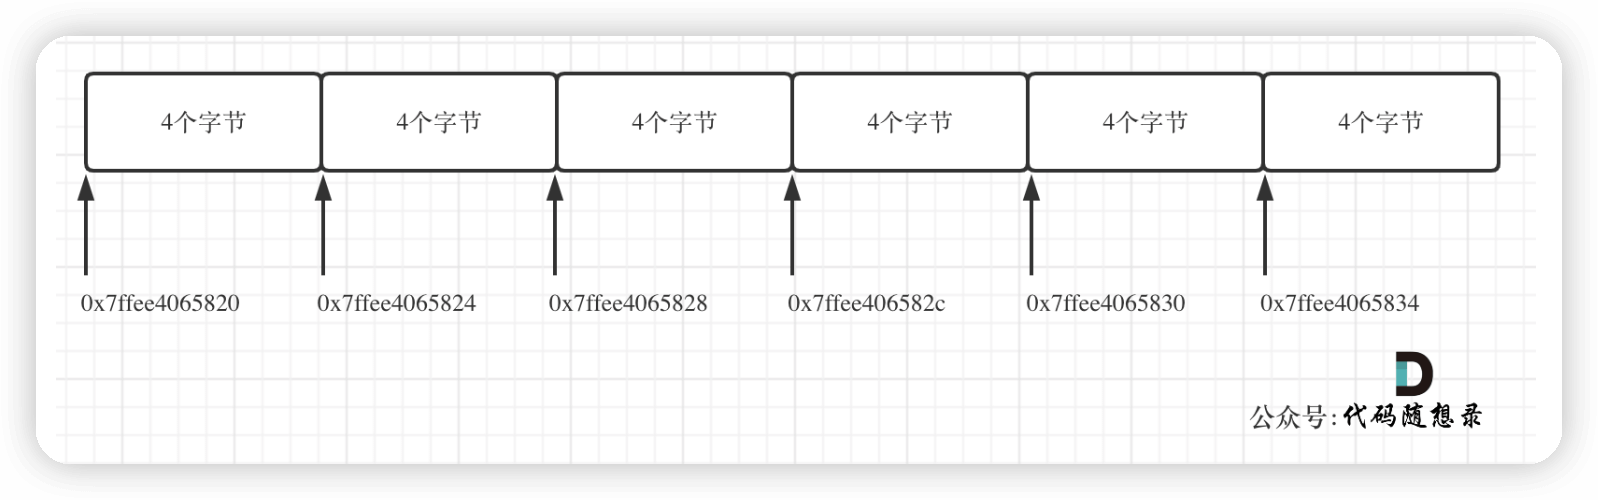 4个字节 4个字节 4个字节 4个字节 4个字节 4个字节
0x7ffee4065820 0x7ffee4065824 0x7ffee4065828 0x7ffee406582c 0x7ffee4065830 0x7ffee4065834
公众号:代码随想录